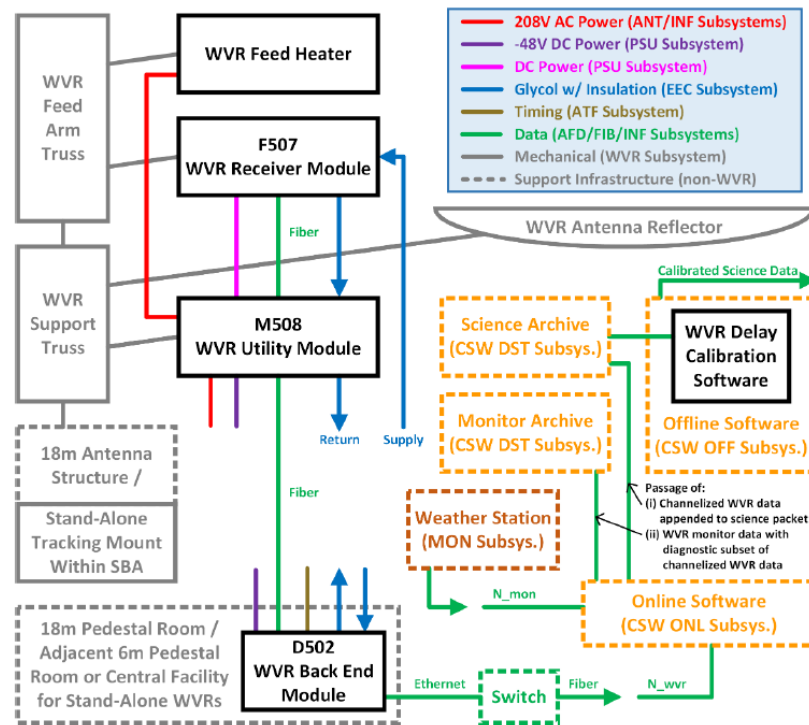 WVR
Feed
Arm
Truss
WVR Feed Heater
208V AC Power (ANT/INF Subsystems)
-48V DC Power (PSU Subsystem)
DC Power (PSU Subsystem)
Glycol w/ Insulation (EEC Subsystem)
Timing (ATF Subsystem)
Data (AFD/FIB/INF Subsystems)
Mechanical (WVR Subsystem)
Support Infrastructure (non-WVR)
F507
WVR Receiver Module
Fiber
WVR Antenna Reflector
WVR
Support
Truss
M508
WVR Utility Module
Return
Supply
Calibrated Science Data
Science Archive
(CSW DST Subsys.)
WVR Delay
Calibration
Software
Offline Software
(CSW OFF Subsys.)
Monitor Archive
(CSW DST Subsys.)
18m Antenna
Structure /
Stand-Alone
Tracking Mount
Within SBA
Fiber
Passage of:
(i) Channelized WVR data
appended to science packet
(ii) WVR monitor data with
diagnostic subset of
channelized WVR data
Weather Station
(MON Subsys.)
N_mon
Online Software
(CSW ONL Subsys.)
18m Pedestal Room /
Adjacent 6m Pedestal
Room or Central Facility
for Stand-Alone WVRs
D502
WVR Back End
Module
Ethernet
Switch
Fiber
N_wvr